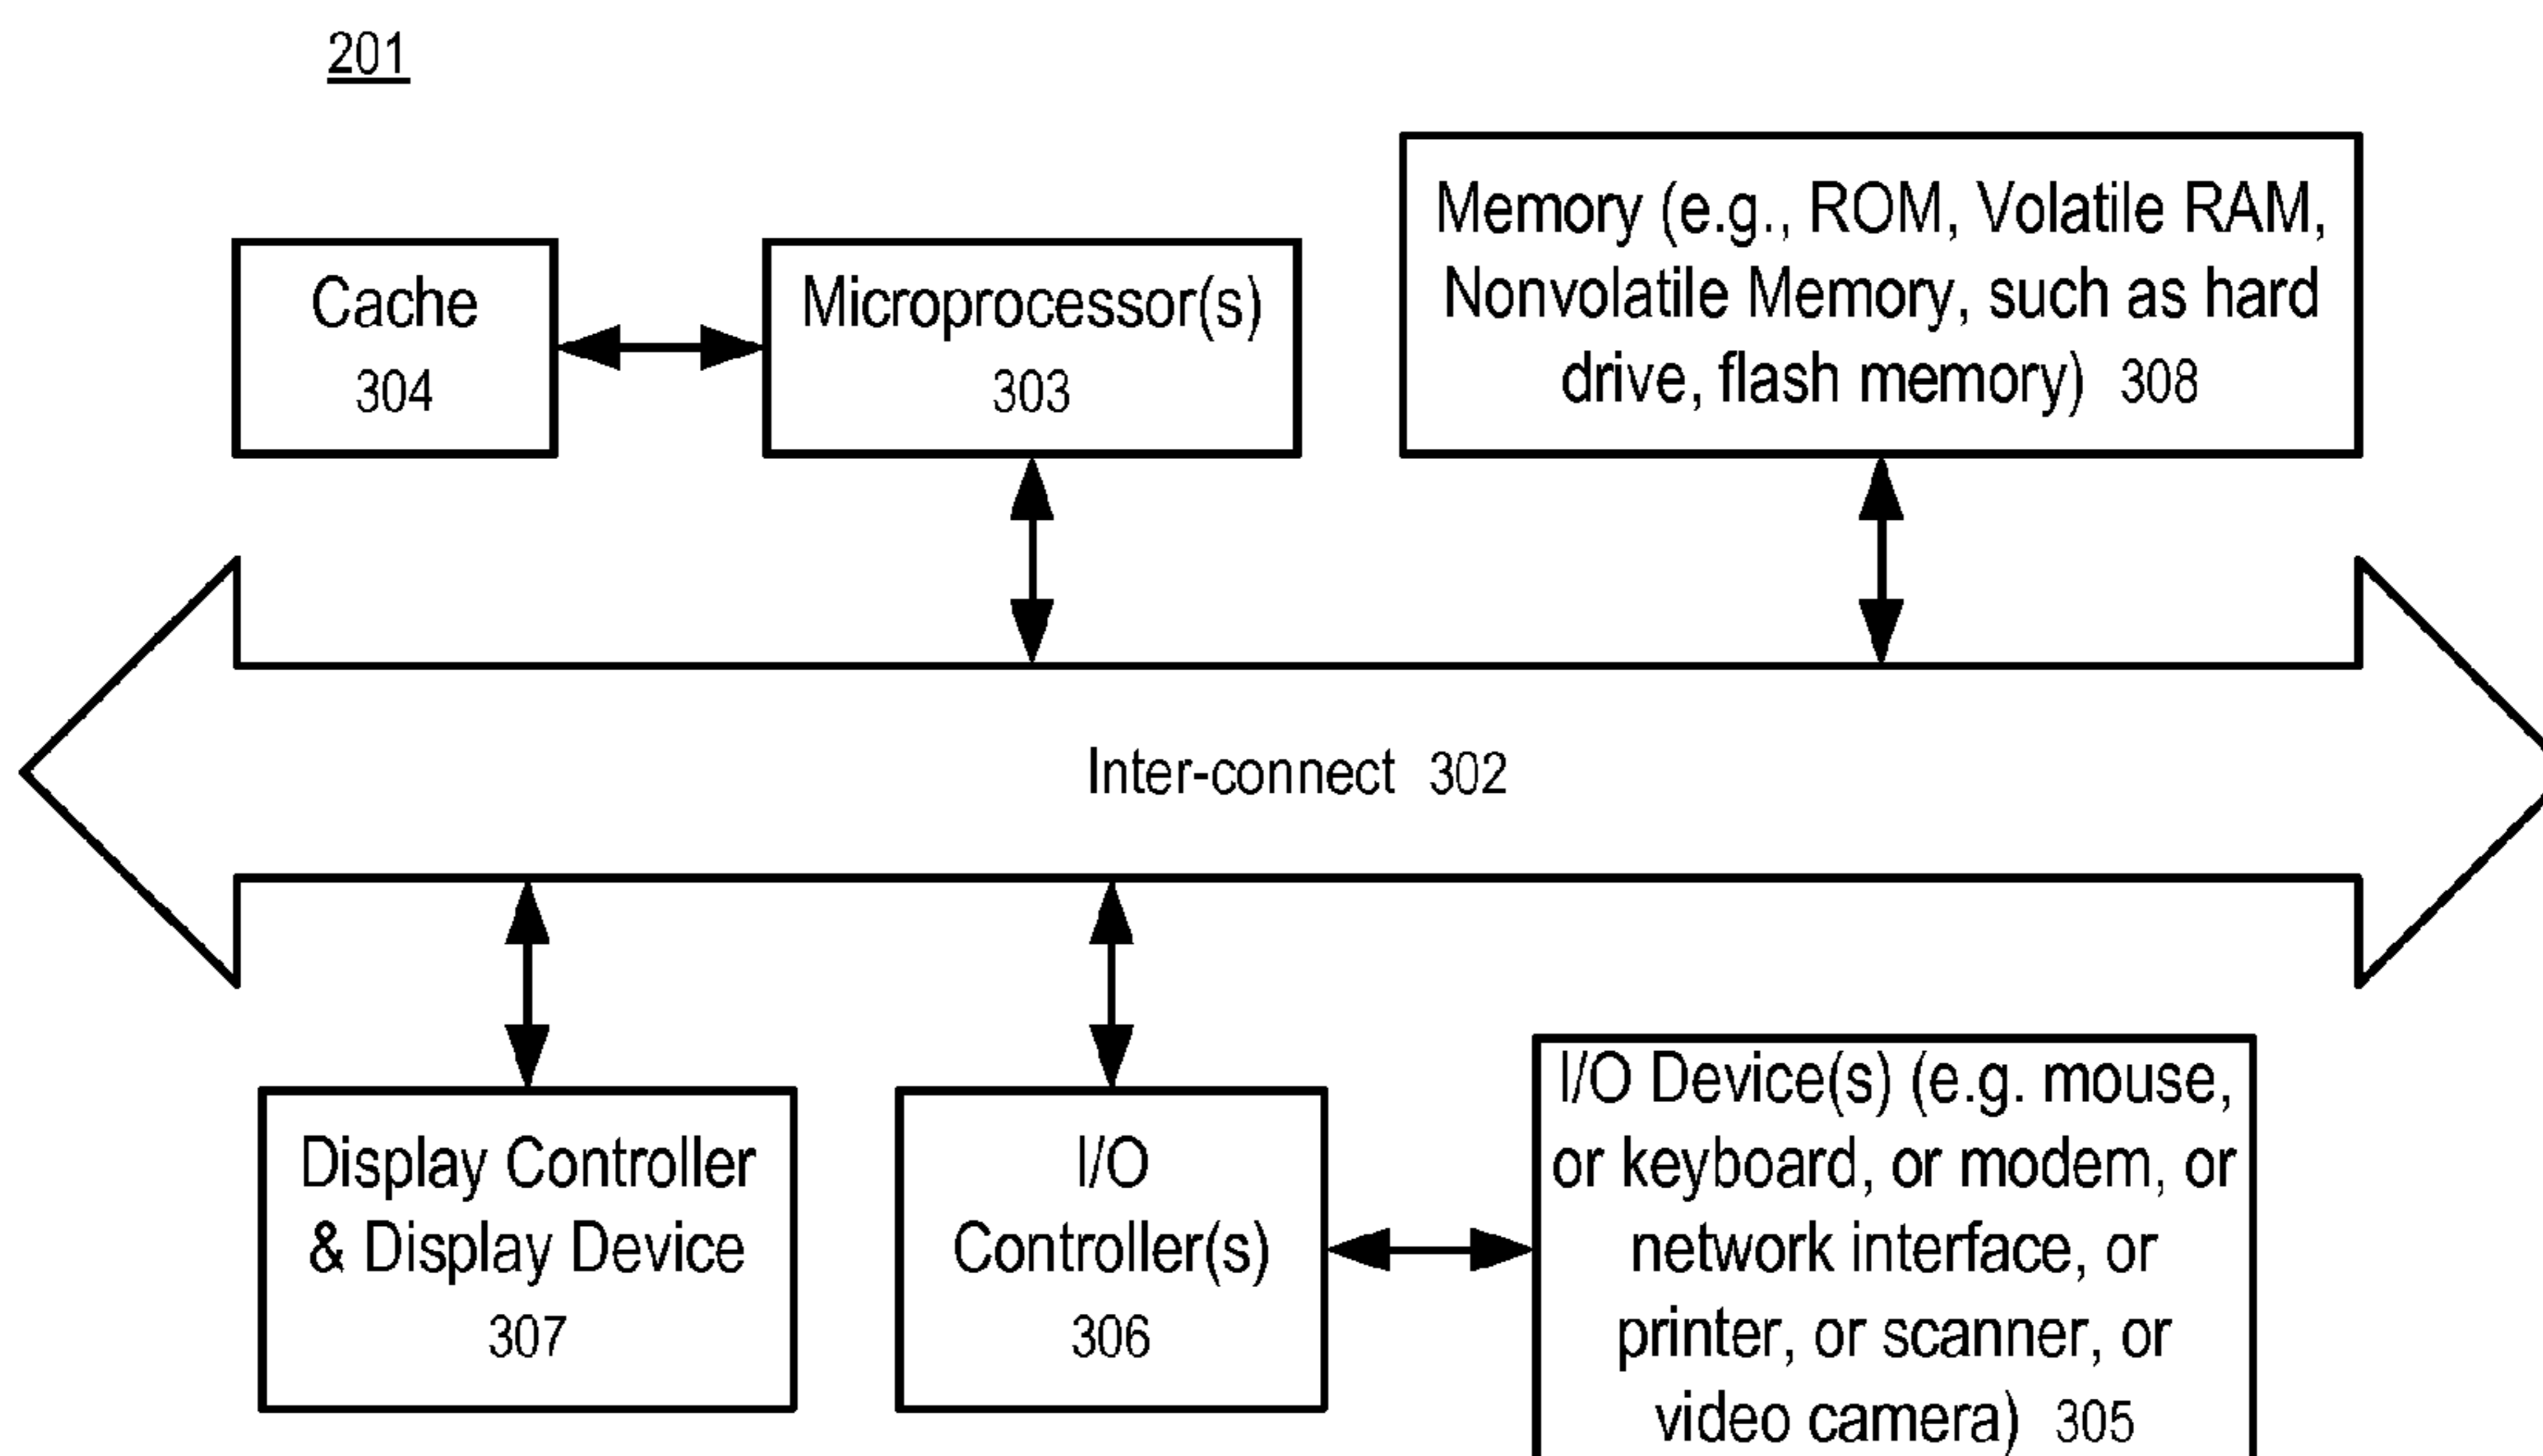 201
Cache
304
Microprocessor(s)
303
Memory (e.g., ROM, Volatile RAM,
Nonvolatile Memory, such as hard
drive, flash memory) 308
Inter-connect 302
Display Controller
& Display Device
307
I/O
Controller(s)
306
I/O Device(s) (e.g. mouse,
or keyboard, or modem, or
network interface, or
printer, or scanner, or
video camera) 305